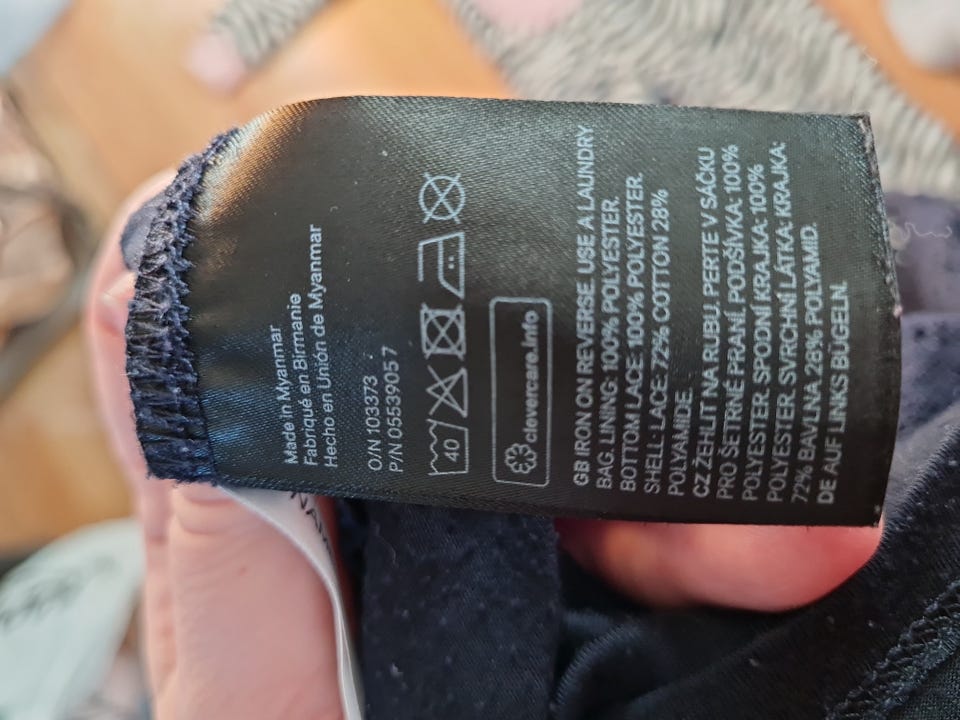 Made in Myanmar
Fabriqué en Birmanie
Hecho en Unión de Myanmar
O/N 103373
P/N 0553905 7
40
clevercare.info
GB IRON ON REVERSE. USE A LAUNDRY
BAG. LINING: 100% POLYESTER.
BOTTOM LACE: 100% POLYESTER.
SHELL: LACE: 72% COTTON 28%
POLYAMIDE.
CZ ŽEHLIT NA RUBU. PERTE V SÁČKU
PRO ŠETRNÉ PRANÍ. PODŠÍVKA: 100%
POLYESTER. SPODNÍ KRAJKA: 100%
POLYESTER. SVRCHNÍ LÁTKA: KRAJKA:
72% BAVLNA 28% POLYAMID.
DE AUF LINKS BÜGELN.